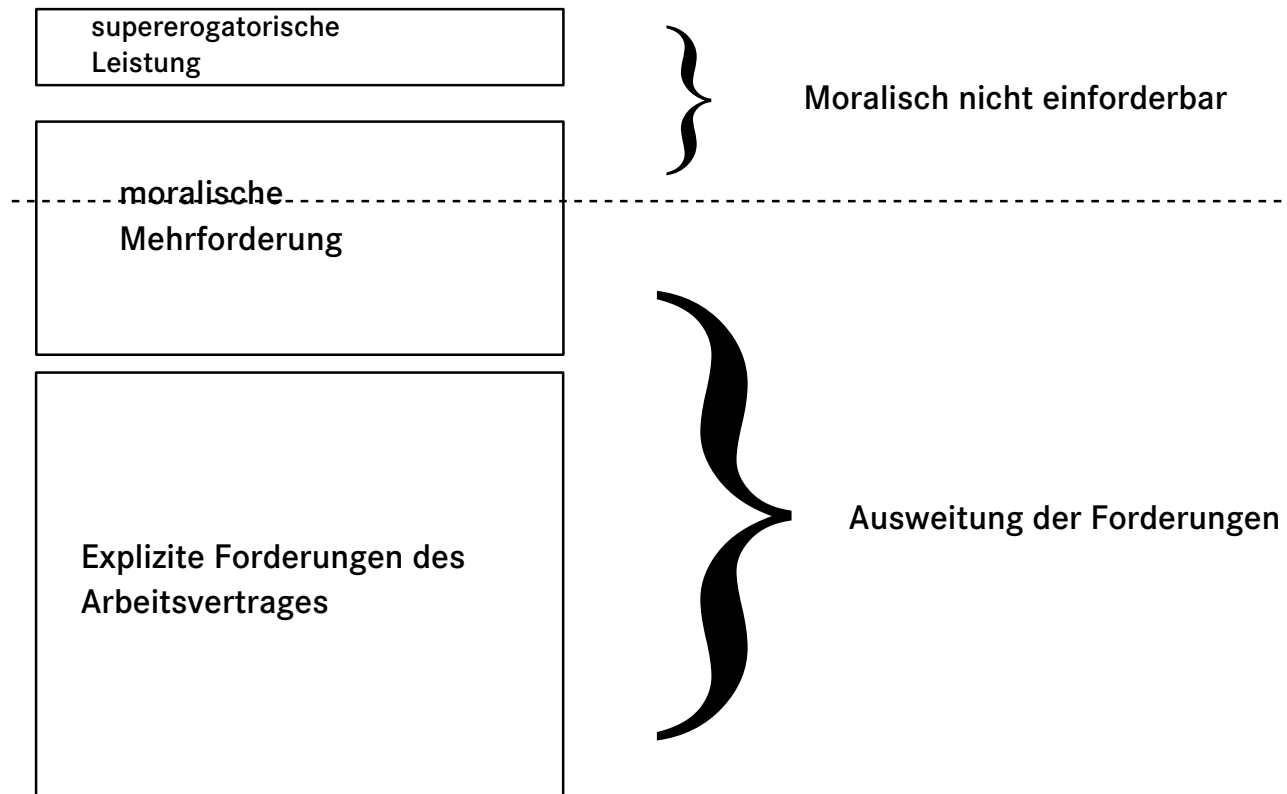 supererogatorische
Leistung
Moralisch nicht einforderbar
moralische
Mehrforderung
Ausweitung der Forderungen
Explizite Forderungen des
Arbeitsvertrages